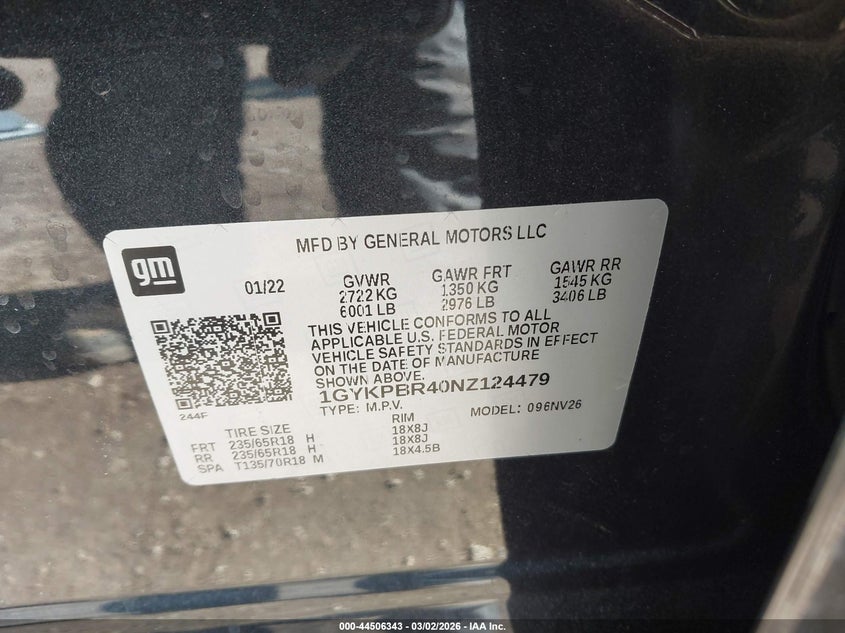 MFD BY GENERAL MOTORS LLC
gm
01/22 GVWR GAWR FRT GAWR RR
2722 KG 1350 KG 1545 KG
6001 LB 2976 LB 3406 LB
THIS VEHICLE CONFORMS TO ALL
APPLICABLE U.S. FEDERAL MOTOR
VEHICLE SAFETY STANDARDS IN EFFECT
ON THE DATE OF MANUFACTURE
SHOWN ABOVE.
1GYKPBR40NZ124479
244F
TYPE: M.P.V. MODEL: 096NV26
TIRE SIZE RIM
FRT 235/65R18 H 18X8J
RR 235/65R18 H 18X8J
SPA T135/70R18 M 18X4.5B
000-44506343 - 03/02/2026 - IAA Inc.